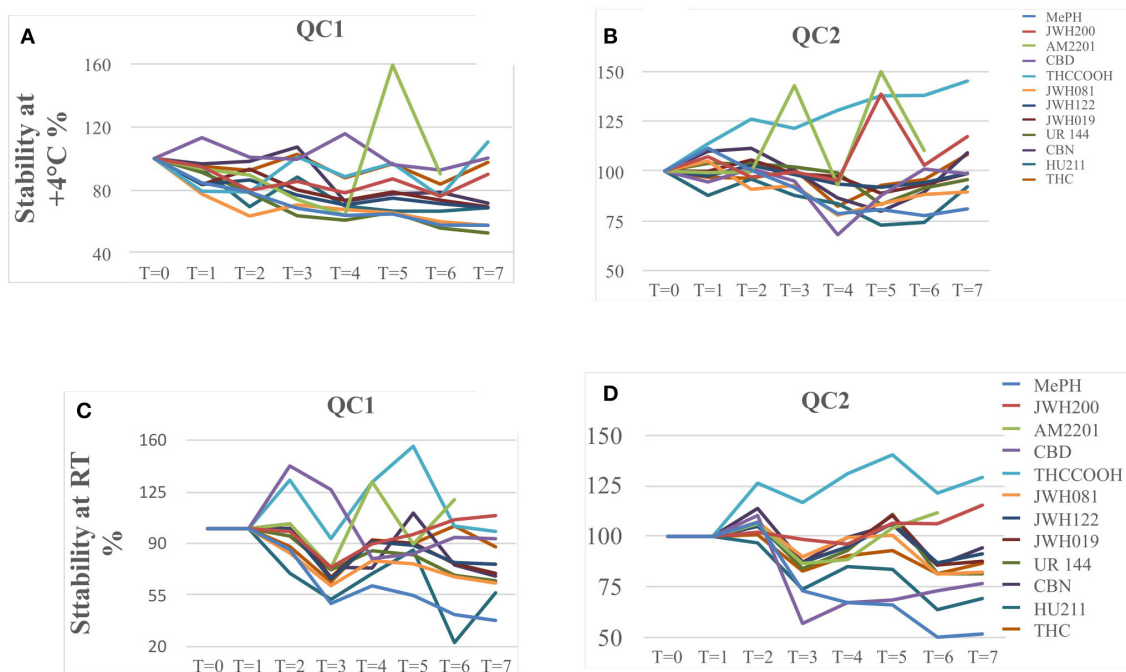 A
QC1
Stability at
+4°C %
160
120
80
40
T=0 T=1 T=2 T=3 T=4 T=5 T=6 T=7
B
QC2
150
125
100
75
50
T=0 T=1 T=2 T=3 T=4 T=5 T=6 T=7
MePH
JWH200
AM2201
CBD
THCCOOH
JWH081
JWH122
JWH019
UR 144
CBN
HU211
THC
C
QC1
Sttability at RT
%
160
125
90
55
20
T=0 T=1 T=2 T=3 T=4 T=5 T=6 T=7
D
QC2
150
125
100
75
50
T=0 T=1 T=2 T=3 T=4 T=5 T=6 T=7
MePH
JWH200
AM2201
CBD
THCCOOH
JWH081
JWH122
JWH019
UR 144
CBN
HU211
THC